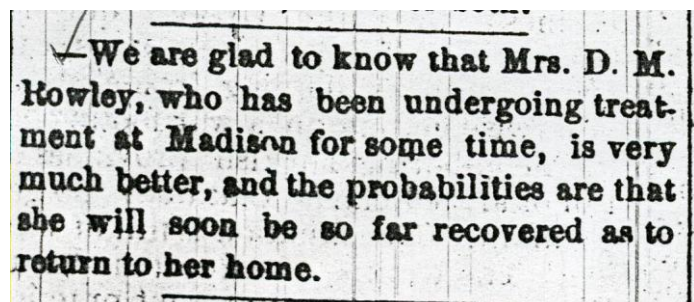 —We are glad to know that Mrs. D. M.
Rowley, who has been undergoing treat-
ment at Madison for some time, is very
much better, and the probabilities are that
she will soon be so far recovered as to
return to her home.